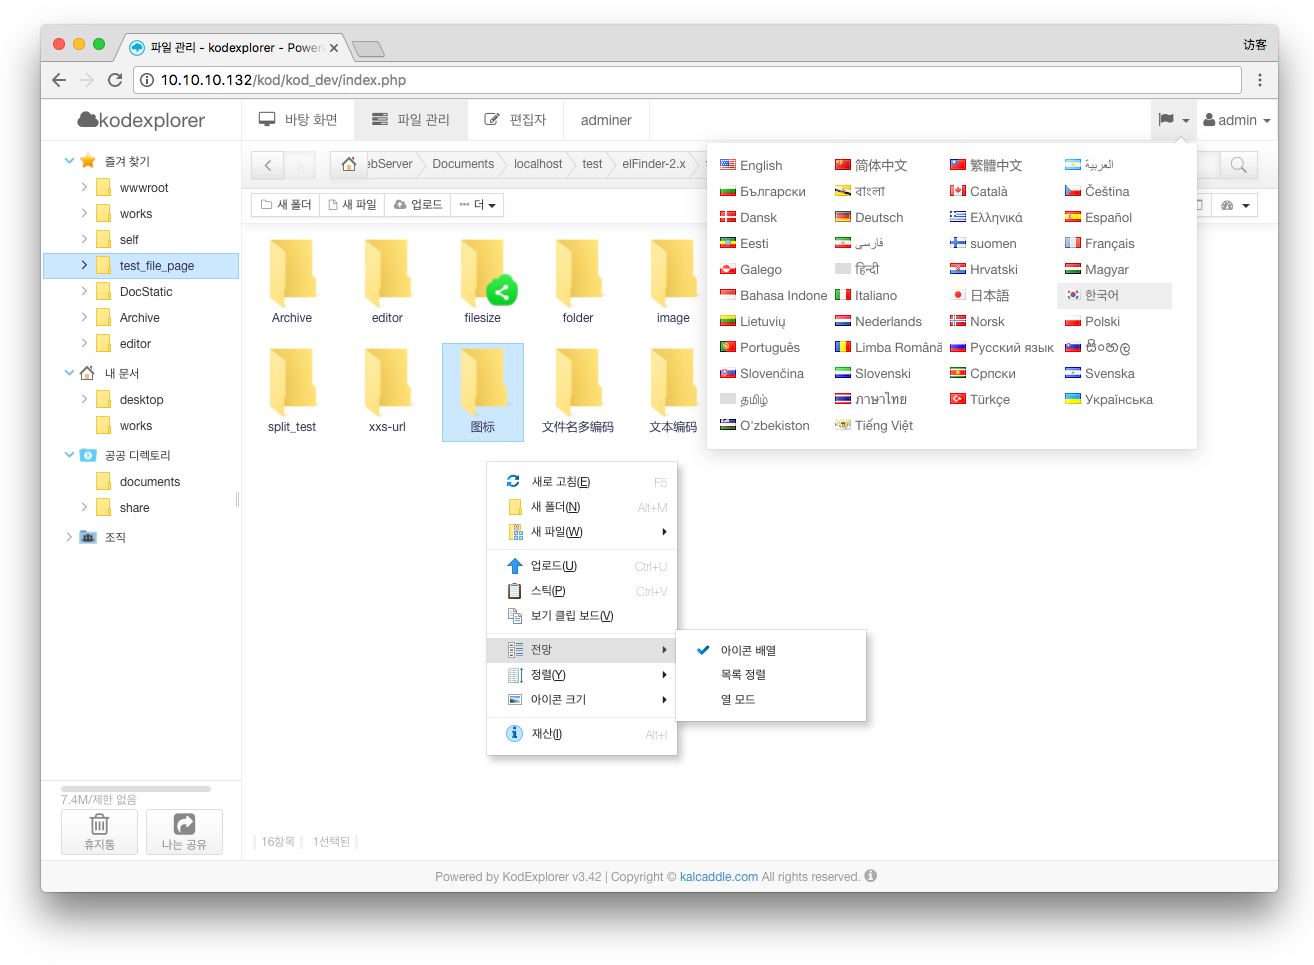 파일 관리 - kodexplorer - Power
访客
10.10.10.132/kod/kod_dev/index.php
kodexplorer
바탕 화면
파일 관리
편집자
adminer
admin
즐겨 찾기
wwwroot
works
self
test_file_page
DocStatic
Archive
editor
내 문서
desktop
works
공공 디렉토리
documents
share
조직
7.4M/제한 없음
휴지통
나는 공유
ebServer
Documents
localhost
test
elFinder-2.x
새 폴더
새 파일
업로드
더
Archive
editor
filesize
folder
image
split_test
xxs-url
图标
文件名多编码
文本编码
English
简体中文
繁體中文
العربية
Български
বাংলা
Català
Čeština
Dansk
Deutsch
Ελληνικά
Español
Eesti
فارسی
suomen
Français
Galego
हिन्दी
Hrvatski
Magyar
Bahasa Indone
Italiano
日本語
한국어
Lietuvių
Nederlands
Norsk
Polski
Português
Limba Română
Русский язык
සිංහල
Slovenčina
Slovenski
Српски
Svenska
தமிழ்
ภาษาไทย
Türkçe
Українська
O'zbekiston
Tiếng Việt
새로 고침(E) F5
새 폴더(N) Alt+M
새 파일(W)
업로드(U) Ctrl+U
스틱(P) Ctrl+V
보기 클립 보드(V)
전망
정렬(Y)
아이콘 크기
재산(I) Alt+I
아이콘 배열
목록 정렬
열 모드
16항목
1선택된
Powered by KodExplorer v3.42 | Copyright © kalcaddle.com All rights reserved.